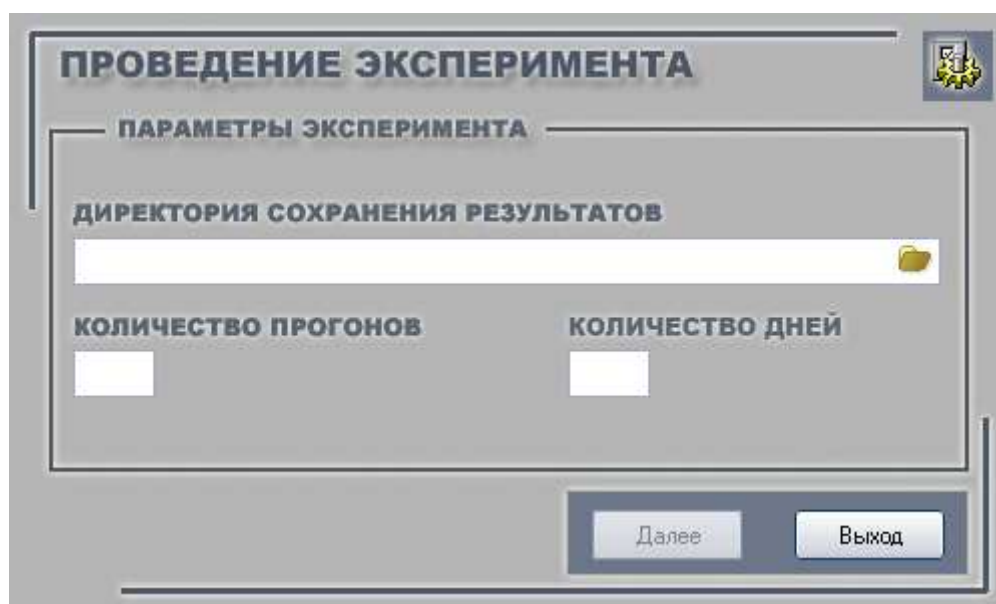 ПРОВЕДЕНИЕ ЭКСПЕРИМЕНТА
ПАРАМЕТРЫ ЭКСПЕРИМЕНТА
ДИРЕКТОРИЯ СОХРАНЕНИЯ РЕЗУЛЬТАТОВ
КОЛИЧЕСТВО ПРОГОНОВ КОЛИЧЕСТВО ДНЕЙ
Далее Выход